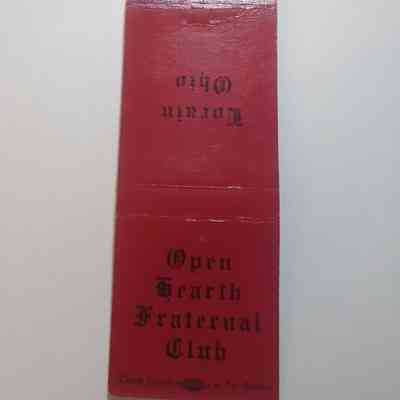 Lorain
Ohio
Open
Hearth
Fraternal
Club